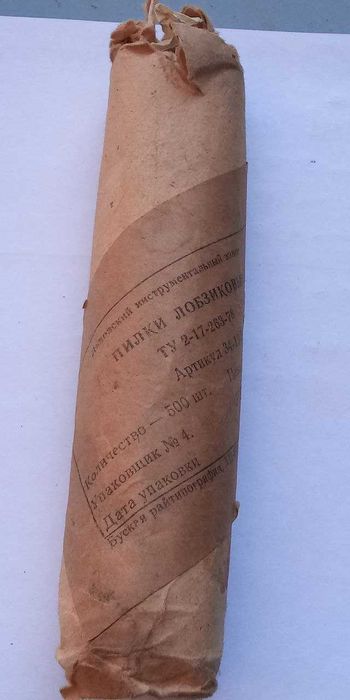 инструментальный
ПИЛКИ ЛОБЗИКОВЫЕ
ТУ 2-17-263-76
Артикул
Количество — 500 шт.
Упаковщик № 4.
Дата упаковки
Буская райтипография,